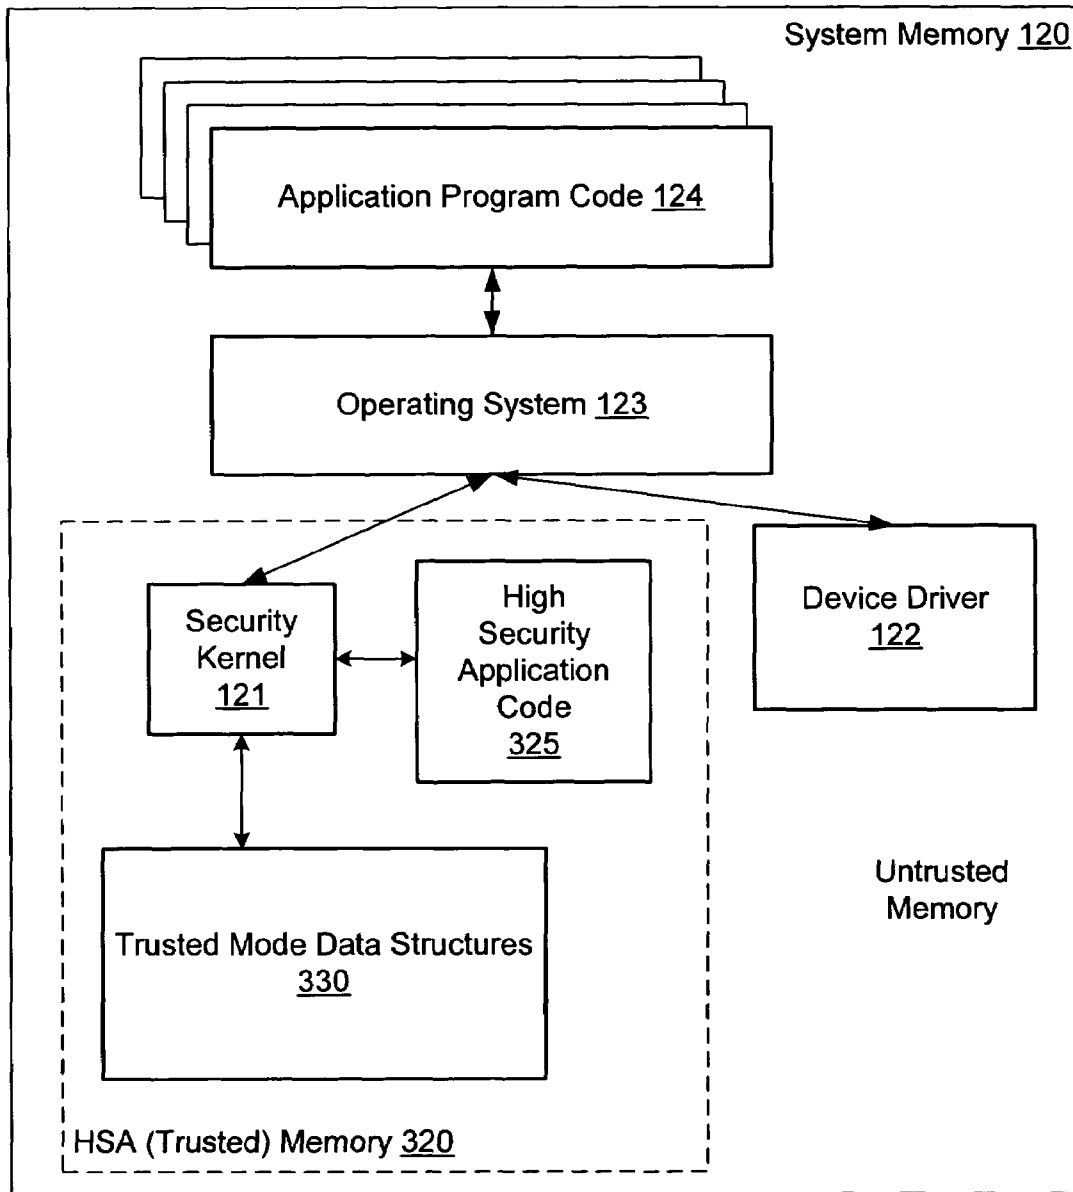 System Memory 120
Application Program Code 124
Operating System 123
Security
Kernel
121
High
Security
Application
Code
325
Device Driver
122
Trusted Mode Data Structures
330
Untrusted
Memory
HSA (Trusted) Memory 320